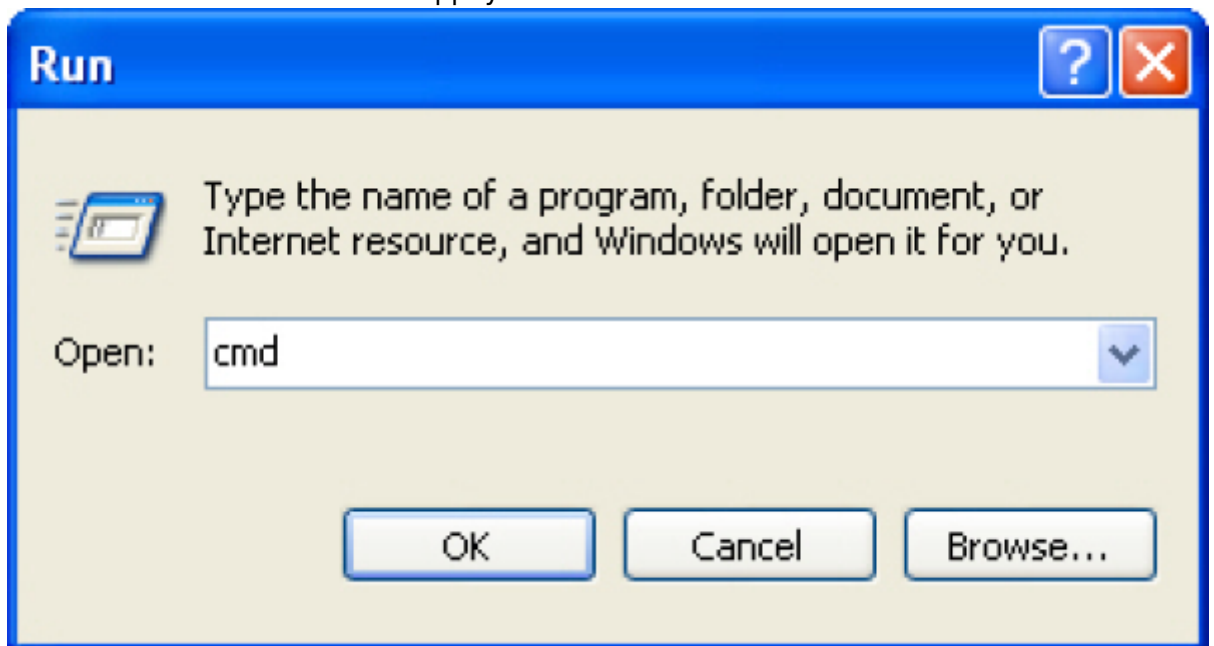 Run
Type the name of a program, folder, document, or
Internet resource, and Windows will open it for you.
Open: cmd
OK Cancel Browse...